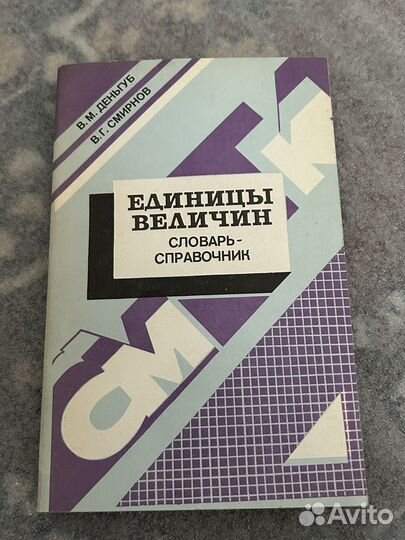 В. М. ДЕНЬГУБ
В. Г. СМИРНОВ
ЕДИНИЦЫ
ВЕЛИЧИН
СЛОВАРЬ-
СПРАВОЧНИК
К
СМ
Avito